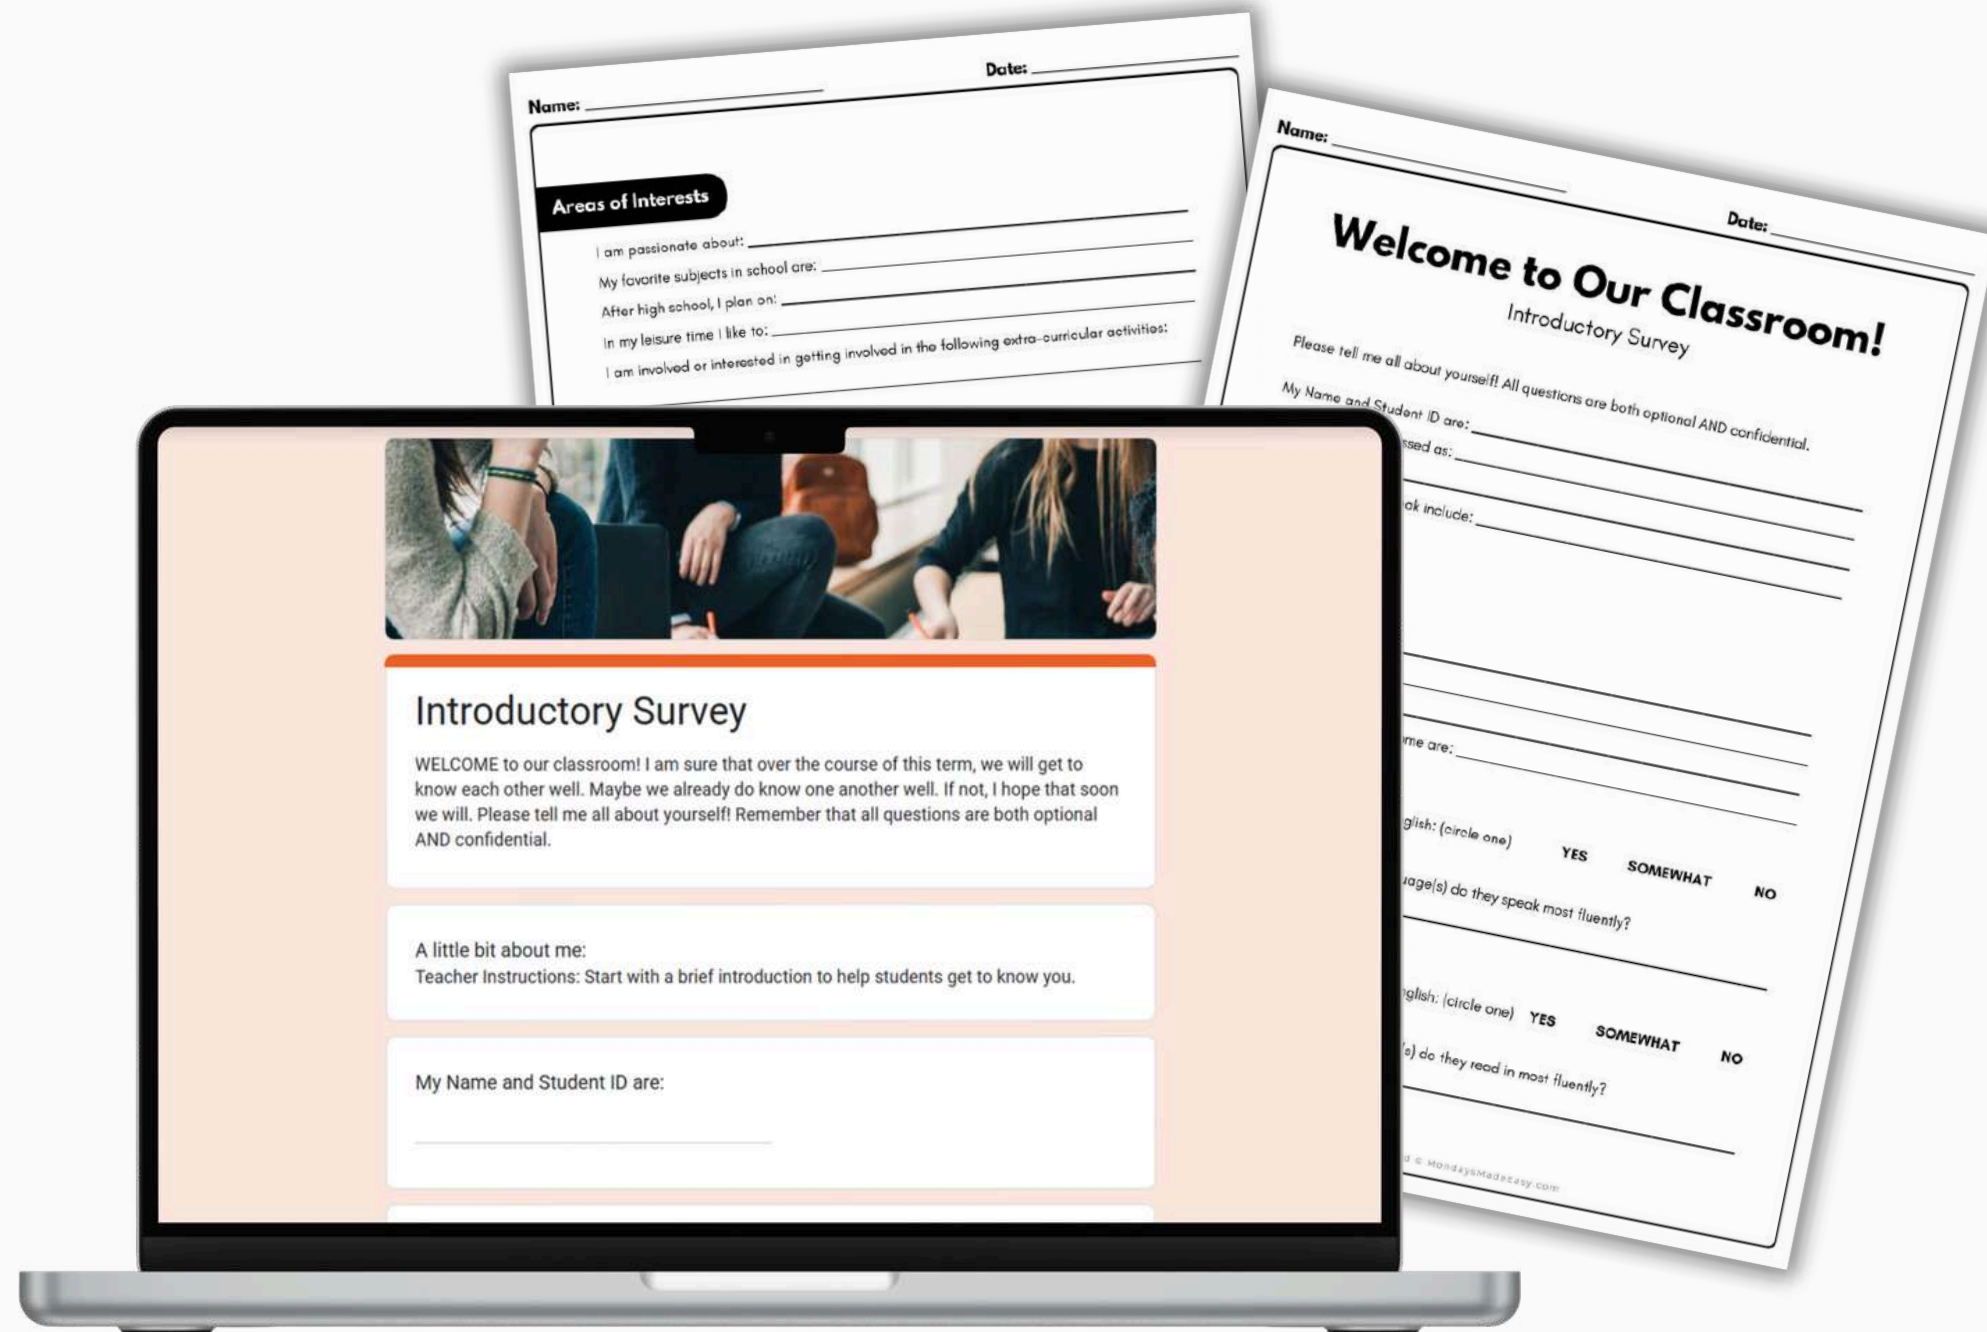 Name:
Date:
Areas of Interests
I am passionate about:
My favorite subjects in school are:
After high school, I plan on:
In my leisure time I like to:
I am involved or interested in getting involved in the following extra-curricular activities:
Name:
Date:
Welcome to Our Classroom!
Introductory Survey
Please tell me all about yourself! All questions are both optional AND confidential.
My Name and Student ID are:
as:
include:
are:
(circle one) YES SOMEWHAT NO
do they speak most fluently?
(circle one) YES SOMEWHAT NO
do they read in most fluently?
© MondaysMadeEasy.com
Introductory Survey
WELCOME to our classroom! I am sure that over the course of this term, we will get to
know each other well. Maybe we already do know one another well. If not, I hope that soon
we will. Please tell me all about yourself! Remember that all questions are both optional
AND confidential.
A little bit about me:
Teacher Instructions: Start with a brief introduction to help students get to know you.
My Name and Student ID are: